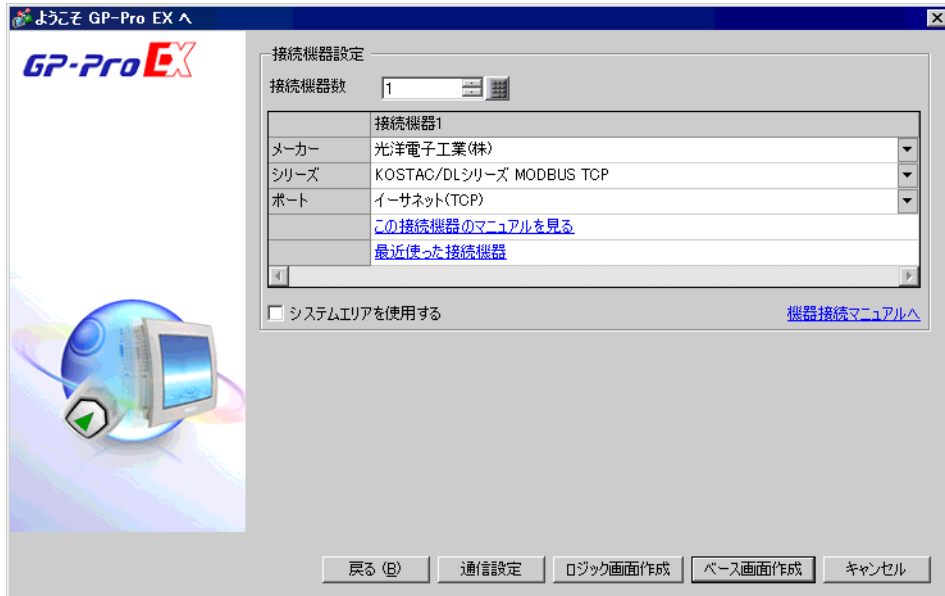 ようこそ GP-Pro EX へ
GP-Pro EX
接続機器設定
接続機器数 1
接続機器1
メーカー 光洋電子工業(株)
シリーズ KOSTAC/DLシリーズ MODBUS TCP
ポート イーサネット(TCP)
この接続機器のマニュアルを見る
最近使った接続機器
システムエリアを使用する 機器接続マニュアルへ
戻る (B) 通信設定 ロジック画面作成 ベース画面作成 キャンセル